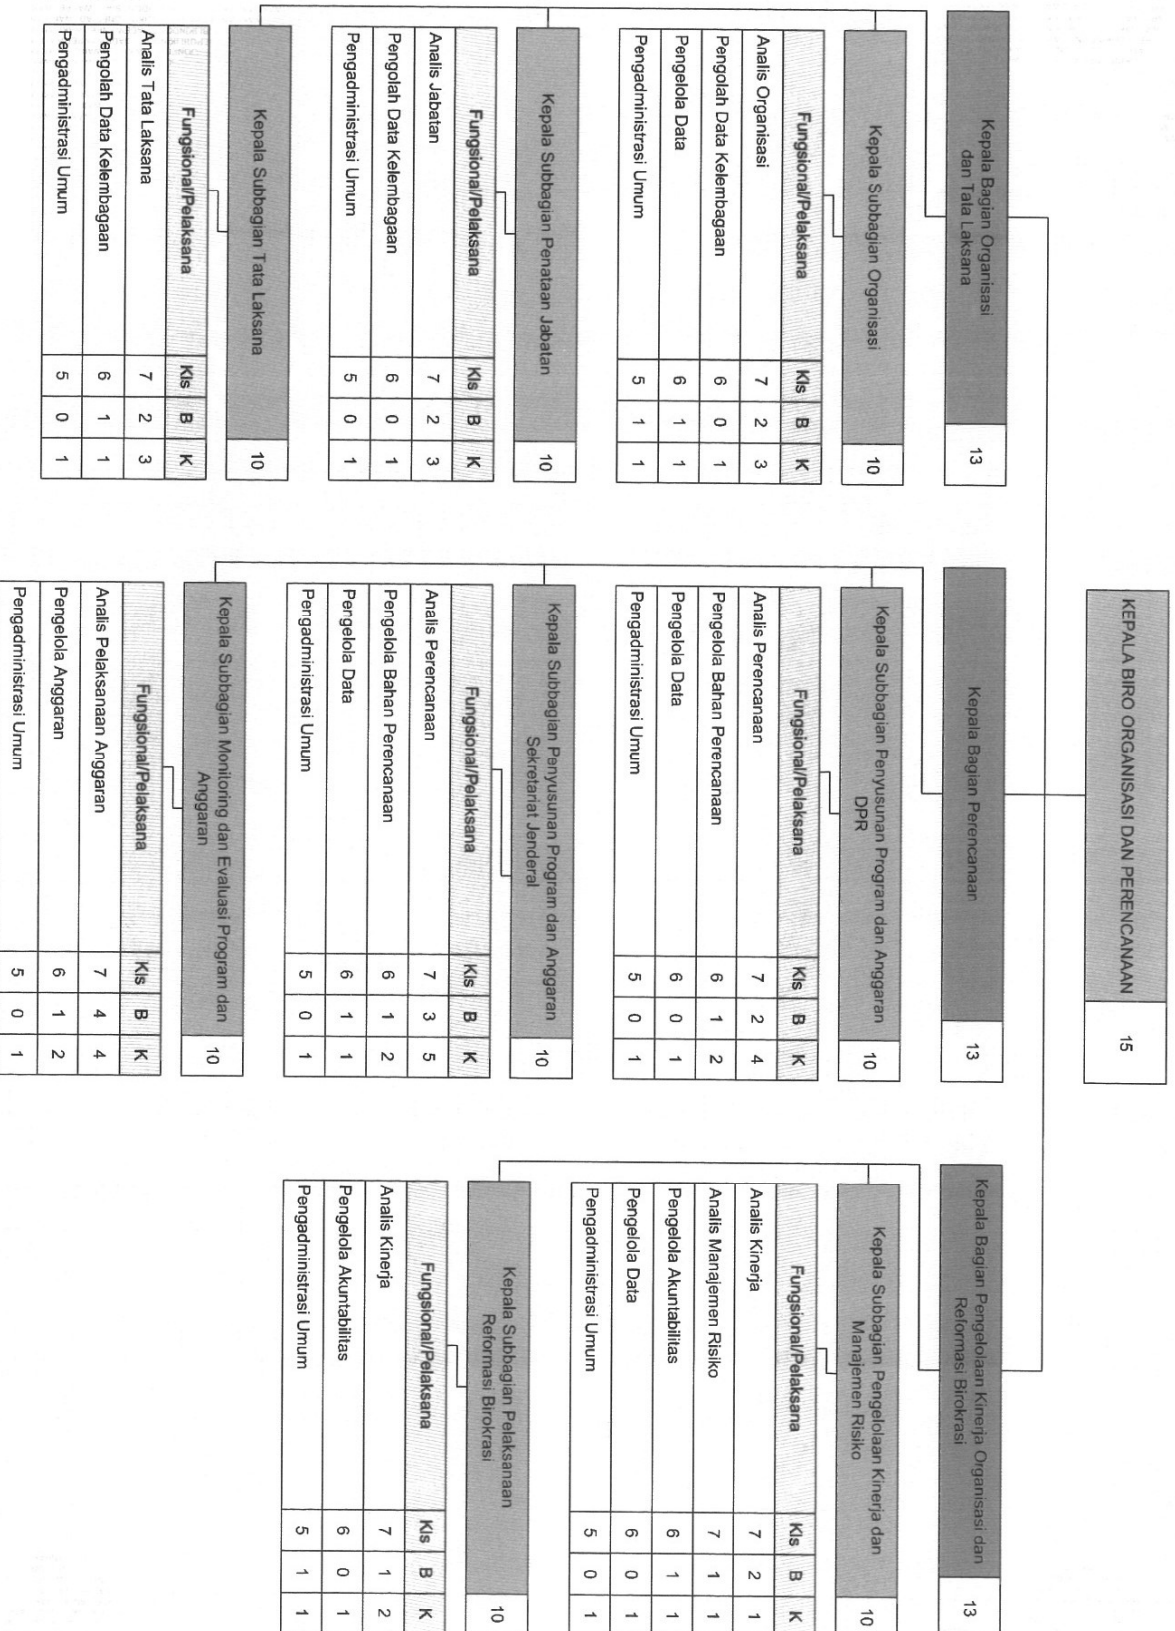 KEPALA BIRO ORGANISASI DAN PERENCANAAN 15
Kepala Bagian Organisasi
dan Tata Laksana 13
Kepala Subbagian Organisasi 10
Fungsional/Pelaksana Kls B K
Analis Organisasi 7 2 3
Pengolah Data Kelembagaan 6 0 1
Pengelola Data 6 1 1
Pengadministrasi Umum 5 1 1
Kepala Subbagian Penataan Jabatan 10
Fungsional/Pelaksana Kls B K
Analis Jabatan 7 2 3
Pengolah Data Kelembagaan 6 0 1
Pengadministrasi Umum 5 0 1
Kepala Subbagian Tata Laksana 10
Fungsional/Pelaksana Kls B K
Analis Tata Laksana 7 2 3
Pengolah Data Kelembagaan 6 1 1
Pengadministrasi Umum 5 0 1
Kepala Bagian Perencanaan 13
Kepala Subbagian Penyusunan Program dan Anggaran
DPR 10
Fungsional/Pelaksana Kls B K
Analis Perencanaan 7 2 4
Pengelola Bahan Perencanaan 6 1 2
Pengelola Data 6 0 1
Pengadministrasi Umum 5 0 1
Kepala Subbagian Penyusunan Program dan Anggaran
Sekretariat Jenderal 10
Fungsional/Pelaksana Kls B K
Analis Perencanaan 7 3 5
Pengelola Bahan Perencanaan 6 1 2
Pengelola Data 6 1 1
Pengadministrasi Umum 5 0 1
Kepala Subbagian Monitoring dan Evaluasi Program dan
Anggaran 10
Fungsional/Pelaksana Kls B K
Analis Pelaksanaan Anggaran 7 4 4
Pengelola Anggaran 6 1 2
Pengadministrasi Umum 5 0 1
Kepala Bagian Pengelolaan Kinerja Organisasi dan
Reformasi Birokrasi 13
Kepala Subbagian Pengelolaan Kinerja dan
Manajemen Risiko 10
Fungsional/Pelaksana Kls B K
Analis Kinerja 7 2 1
Analis Manajemen Risiko 7 1 1
Pengelola Akuntabilitas 6 1 1
Pengelola Data 6 0 1
Pengadministrasi Umum 5 0 1
Kepala Subbagian Pelaksanaan
Reformasi Birokrasi 10
Fungsional/Pelaksana Kls B K
Analis Kinerja 7 1 2
Pengelola Akuntabilitas 6 0 1
Pengadministrasi Umum 5 1 1